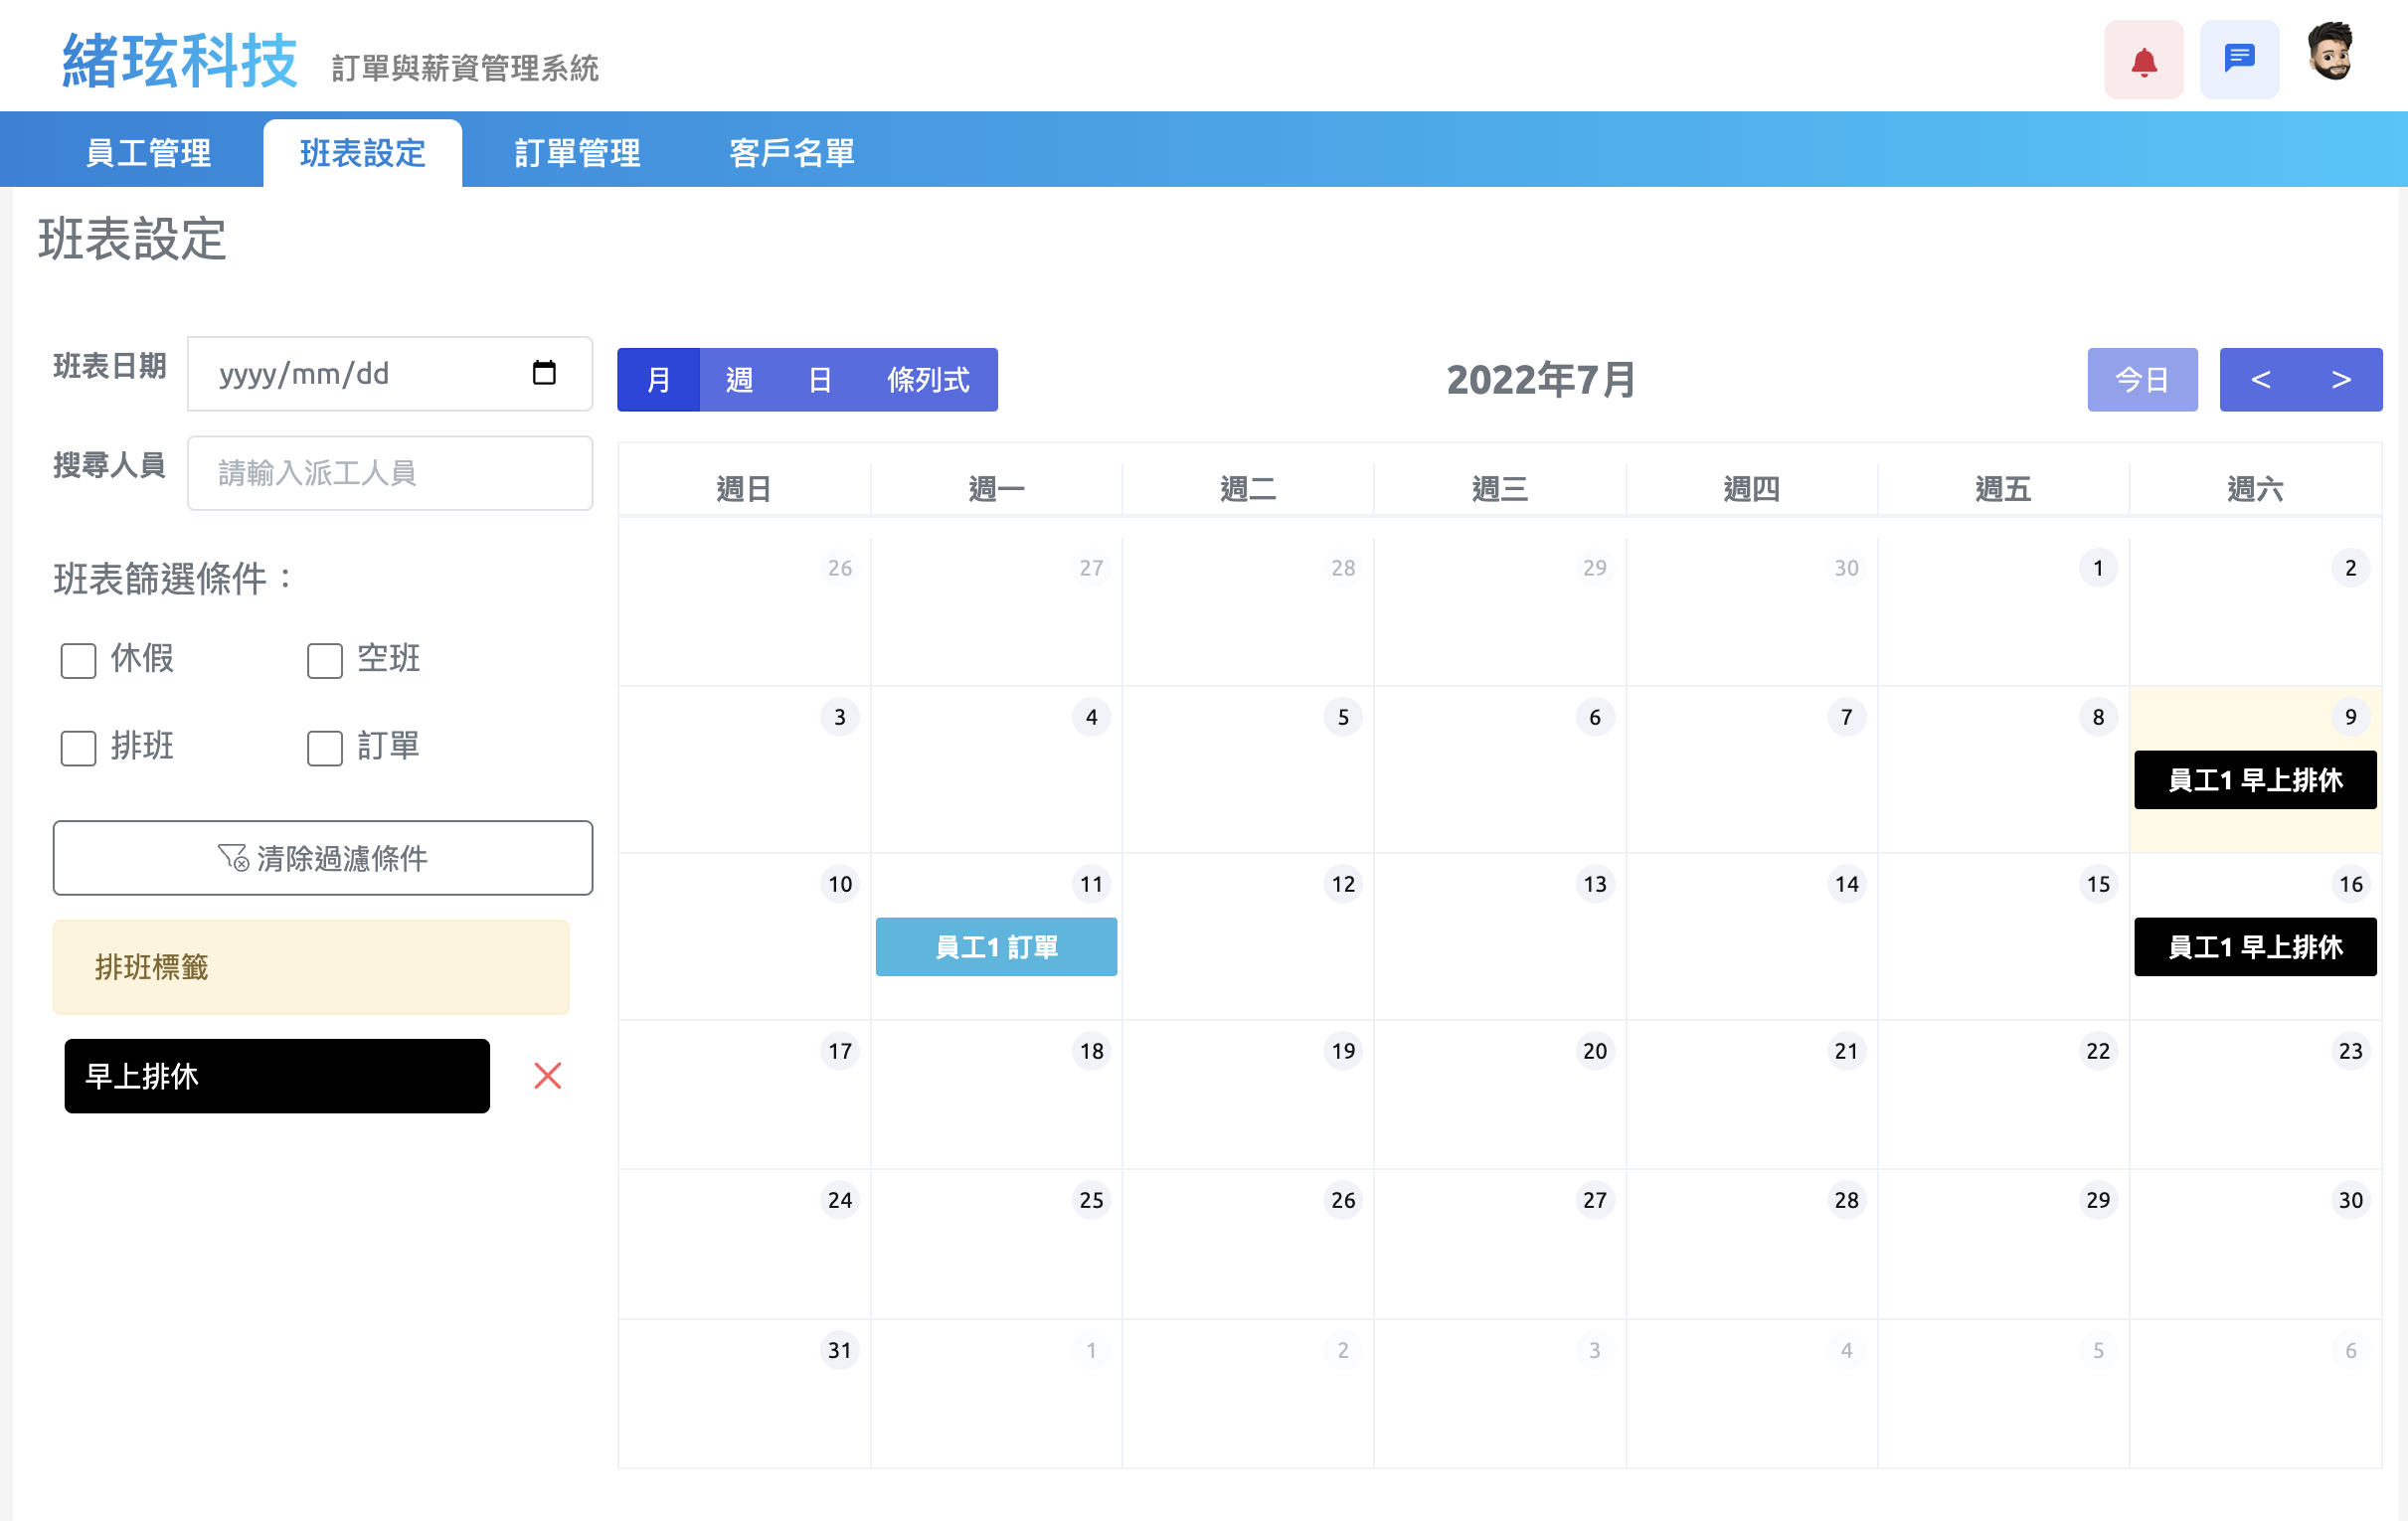 緒玹科技 訂單與薪資管理系統
員工管理 班表設定 訂單管理 客戶名單
班表設定
班表日期 yyyy/mm/dd
搜尋人員 請輸入派工人員
班表篩選條件：
休假 空班
排班 訂單
清除過濾條件
排班標籤
早上排休
月 週 日 條列式 2022年7月 今日 < >
週日 週一 週二 週三 週四 週五 週六
26 27 28 29 30 1 2
3 4 5 6 7 8 9
員工1 早上排休
10 11 12 13 14 15 16
員工1 訂單 員工1 早上排休
17 18 19 20 21 22 23
24 25 26 27 28 29 30
31 1 2 3 4 5 6